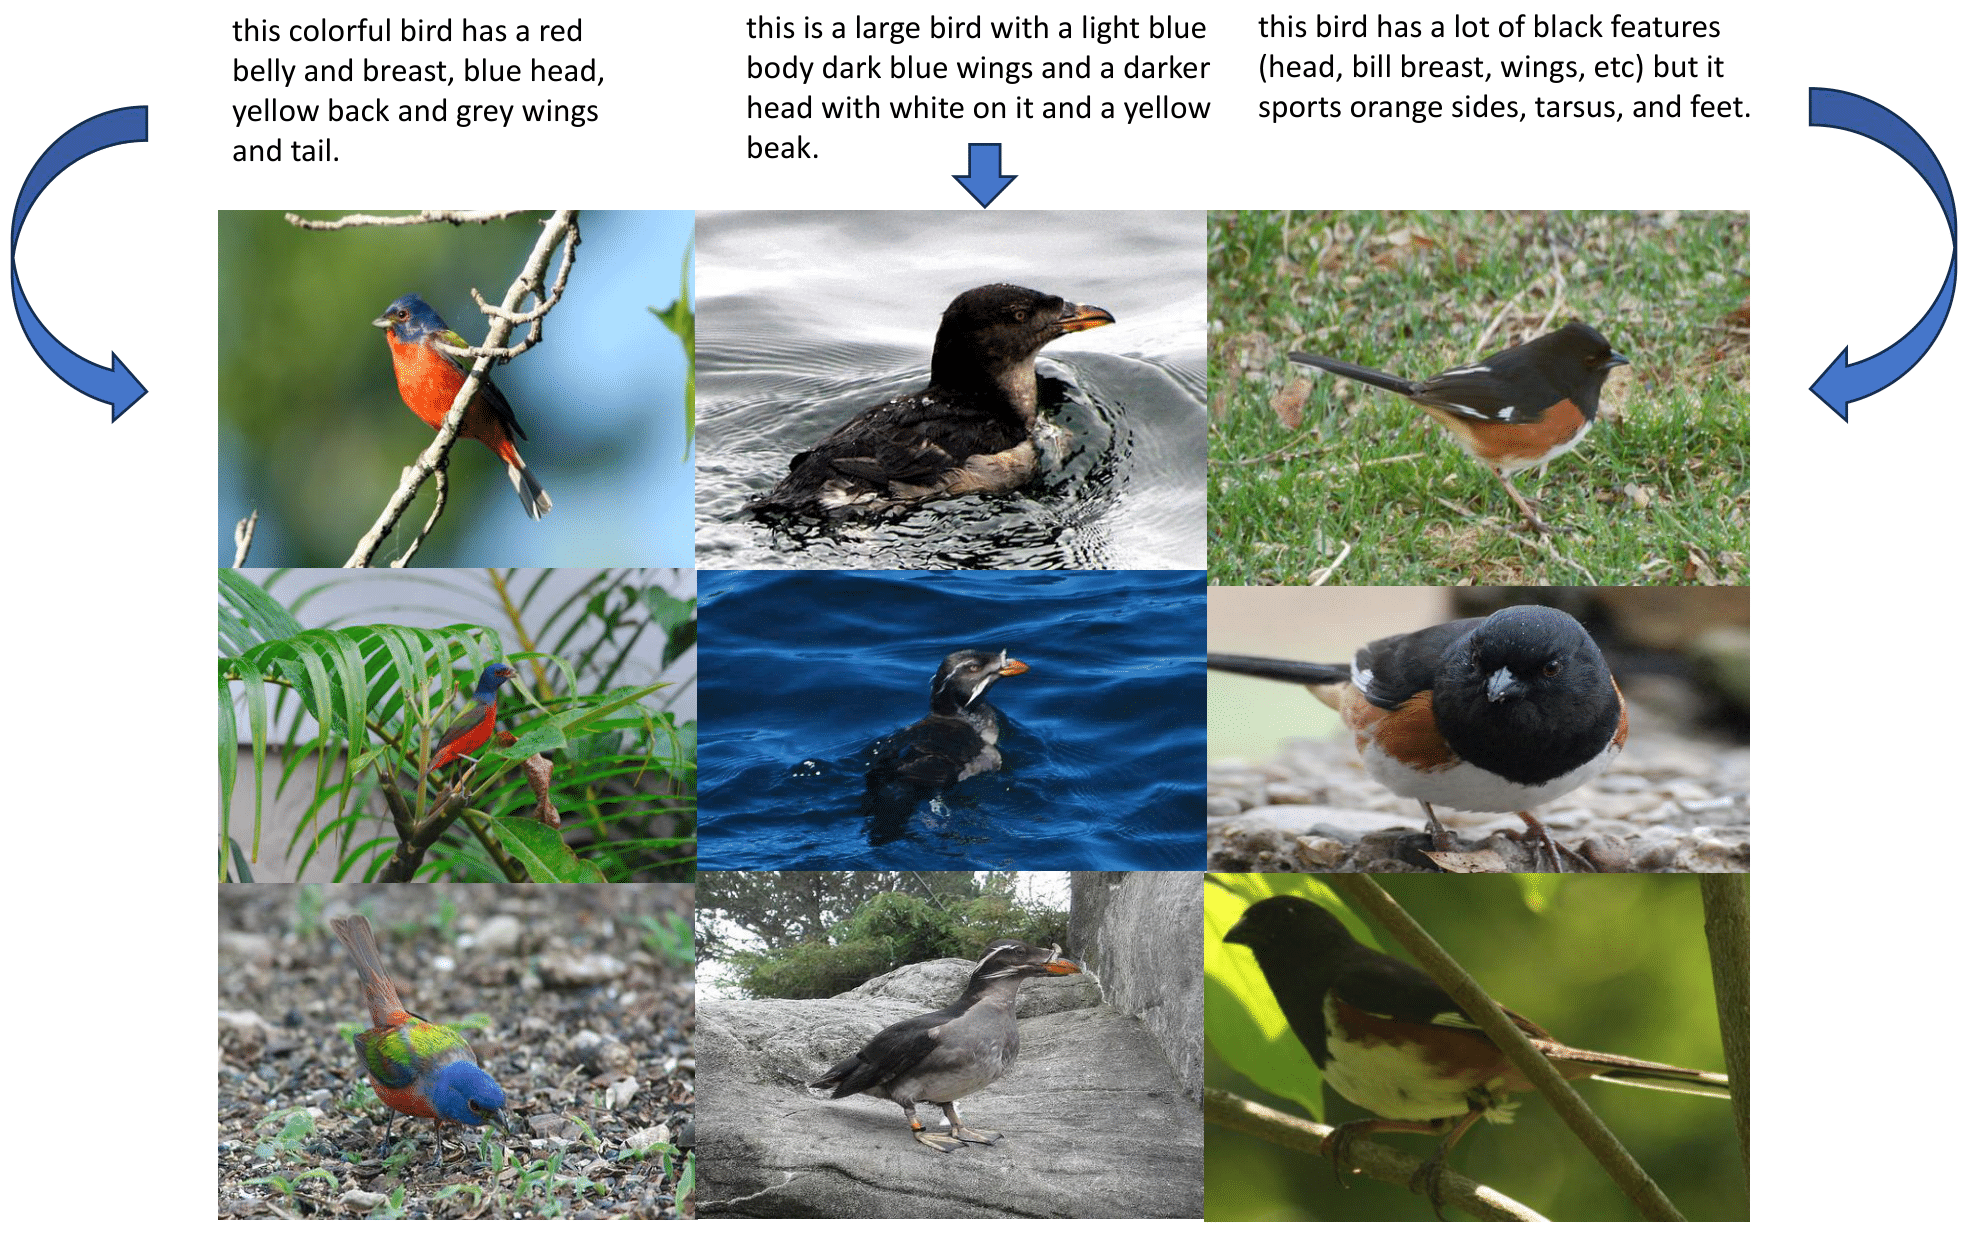 this colorful bird has a red
belly and breast, blue head,
yellow back and grey wings
and tail.
this is a large bird with a light blue
body dark blue wings and a darker
head with white on it and a yellow
beak.
this bird has a lot of black features
(head, bill breast, wings, etc) but it
sports orange sides, tarsus, and feet.